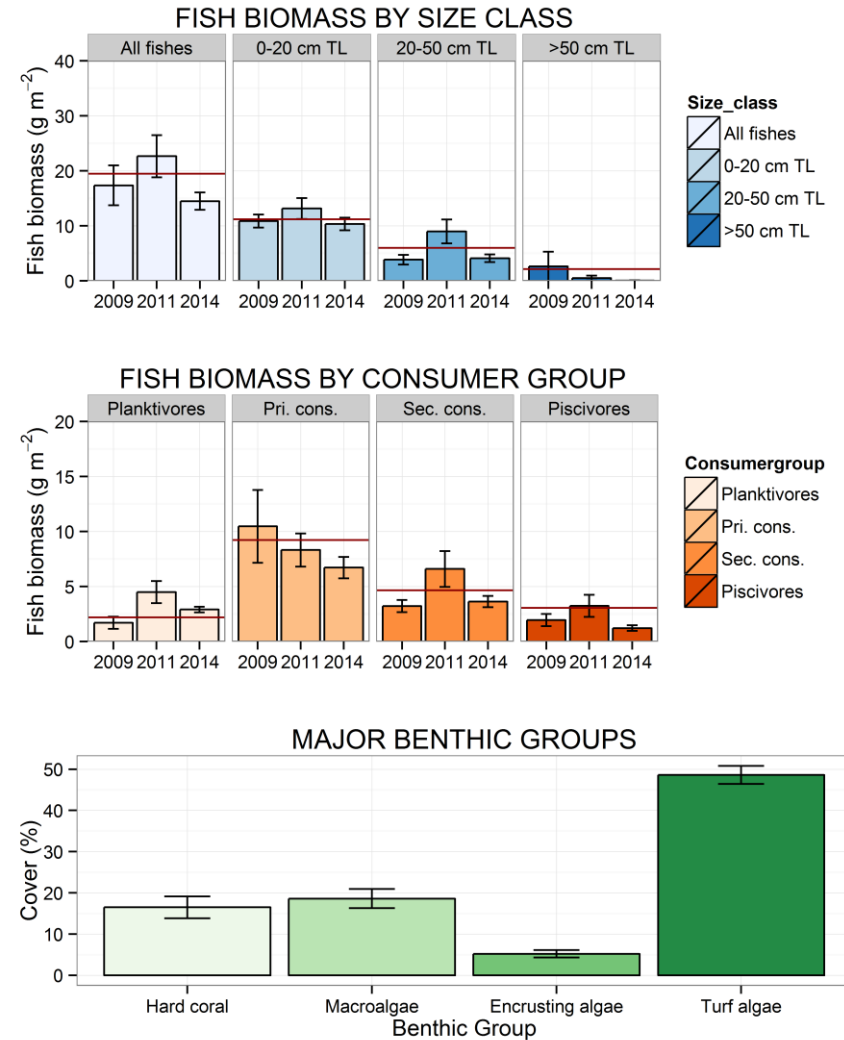 FISH BIOMASS BY SIZE CLASS
All fishes 0-20 cm TL 20-50 cm TL >50 cm TL
Fish biomass (g m⁻²)
40
30
20
10
0
2009 2011 2014 2009 2011 2014 2009 2011 2014 2009 2011 2014
Size_class
All fishes
0-20 cm TL
20-50 cm TL
>50 cm TL
FISH BIOMASS BY CONSUMER GROUP
Planktivores Pri. cons. Sec. cons. Piscivores
Fish biomass (g m⁻²)
20
15
10
5
0
2009 2011 2014 2009 2011 2014 2009 2011 2014 2009 2011 2014
Consumergroup
Planktivores
Pri. cons.
Sec. cons.
Piscivores
MAJOR BENTHIC GROUPS
Cover (%)
50
40
30
20
10
0
Hard coral Macroalgae Encrusting algae Turf algae
Benthic Group